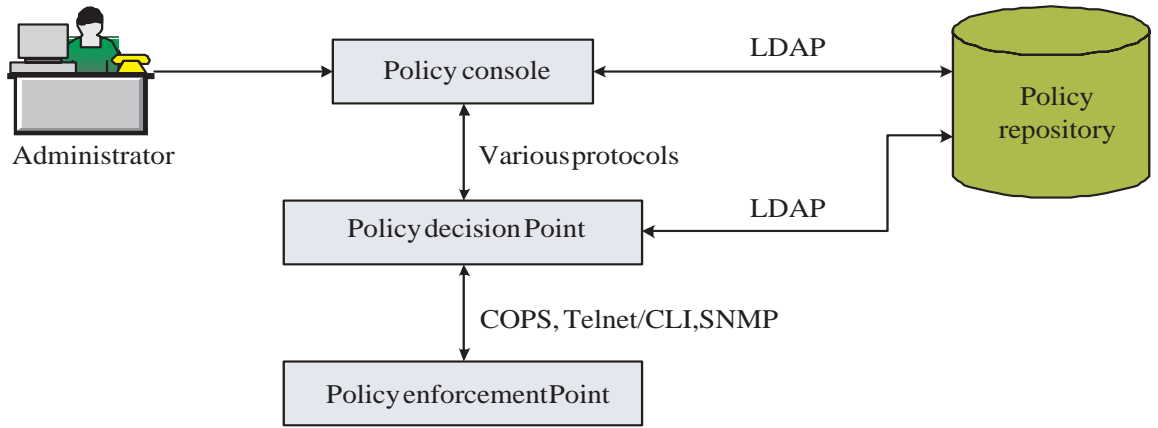 Policy console
LDAP
Policy
repository
Administrator
Various protocols
LDAP
Policy decision Point
COPS, Telnet/CLI,SNMP
Policy enforcement Point